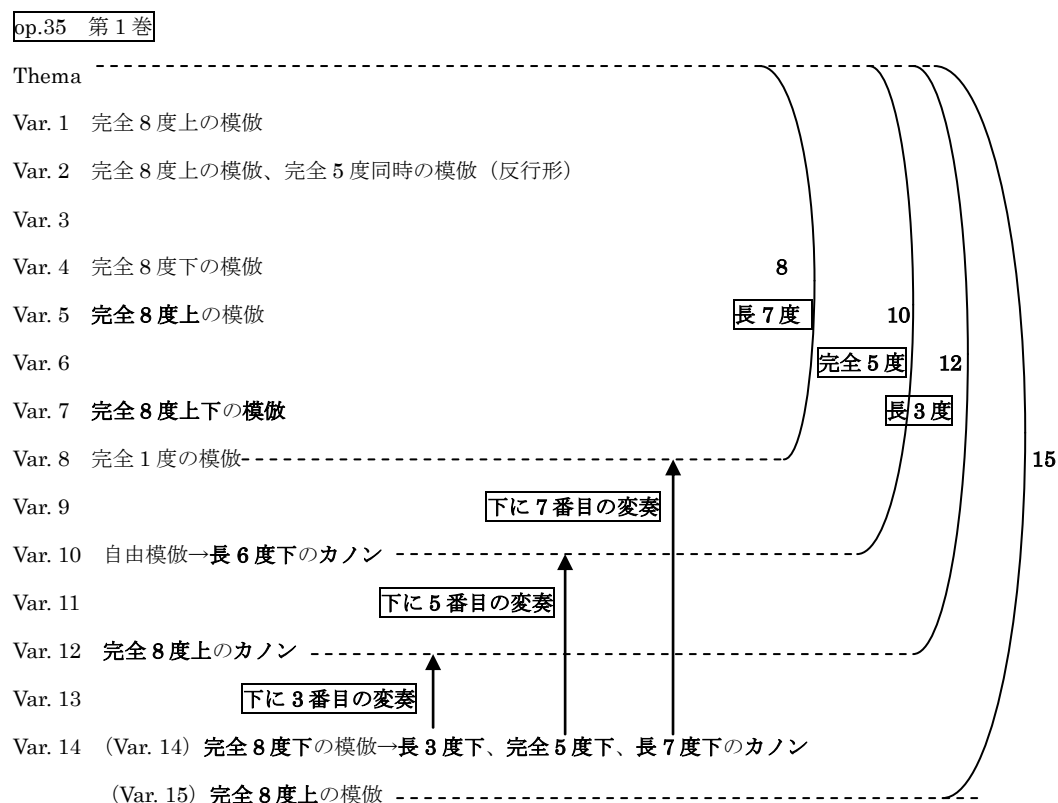 op.35　第1巻
Thema
Var. 1　完全8度上の模倣
Var. 2　完全8度上の模倣、完全5度同時の模倣（反行形）
Var. 3
Var. 4　完全8度下の模倣　8
Var. 5　完全8度上の模倣　長7度　10
Var. 6　完全5度　12
Var. 7　完全8度上下の模倣　長3度
Var. 8　完全1度の模倣　15
Var. 9　下に7番目の変奏
Var. 10　自由模倣→長6度下のカノン
Var. 11　下に5番目の変奏
Var. 12　完全8度上のカノン
Var. 13　下に3番目の変奏
Var. 14　（Var. 14）完全8度下の模倣→長3度下、完全5度下、長7度下のカノン
（Var. 15）完全8度上の模倣